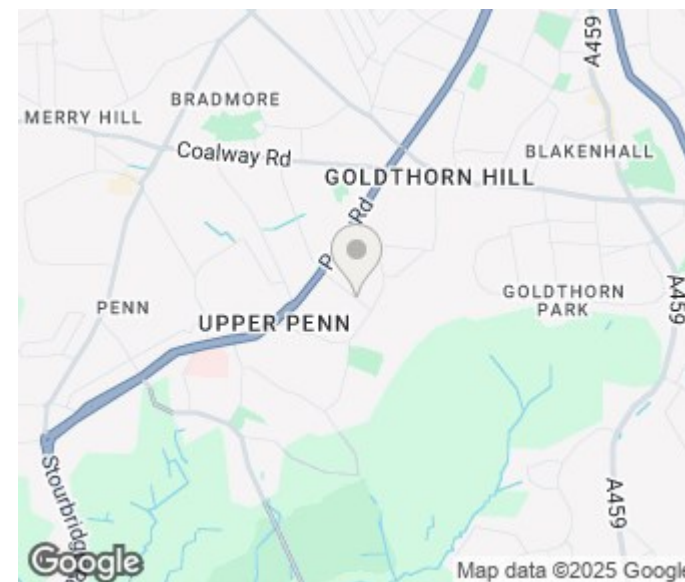 A459
BRADMORE
MERRY HILL
Coalway Rd
BLAKENHALL
GOLDTHORN HILL
Rd
A459
PENN
GOLDTHORN
PARK
UPPER PENN
Stourbridge
A459
Google
Map data ©2025 Google